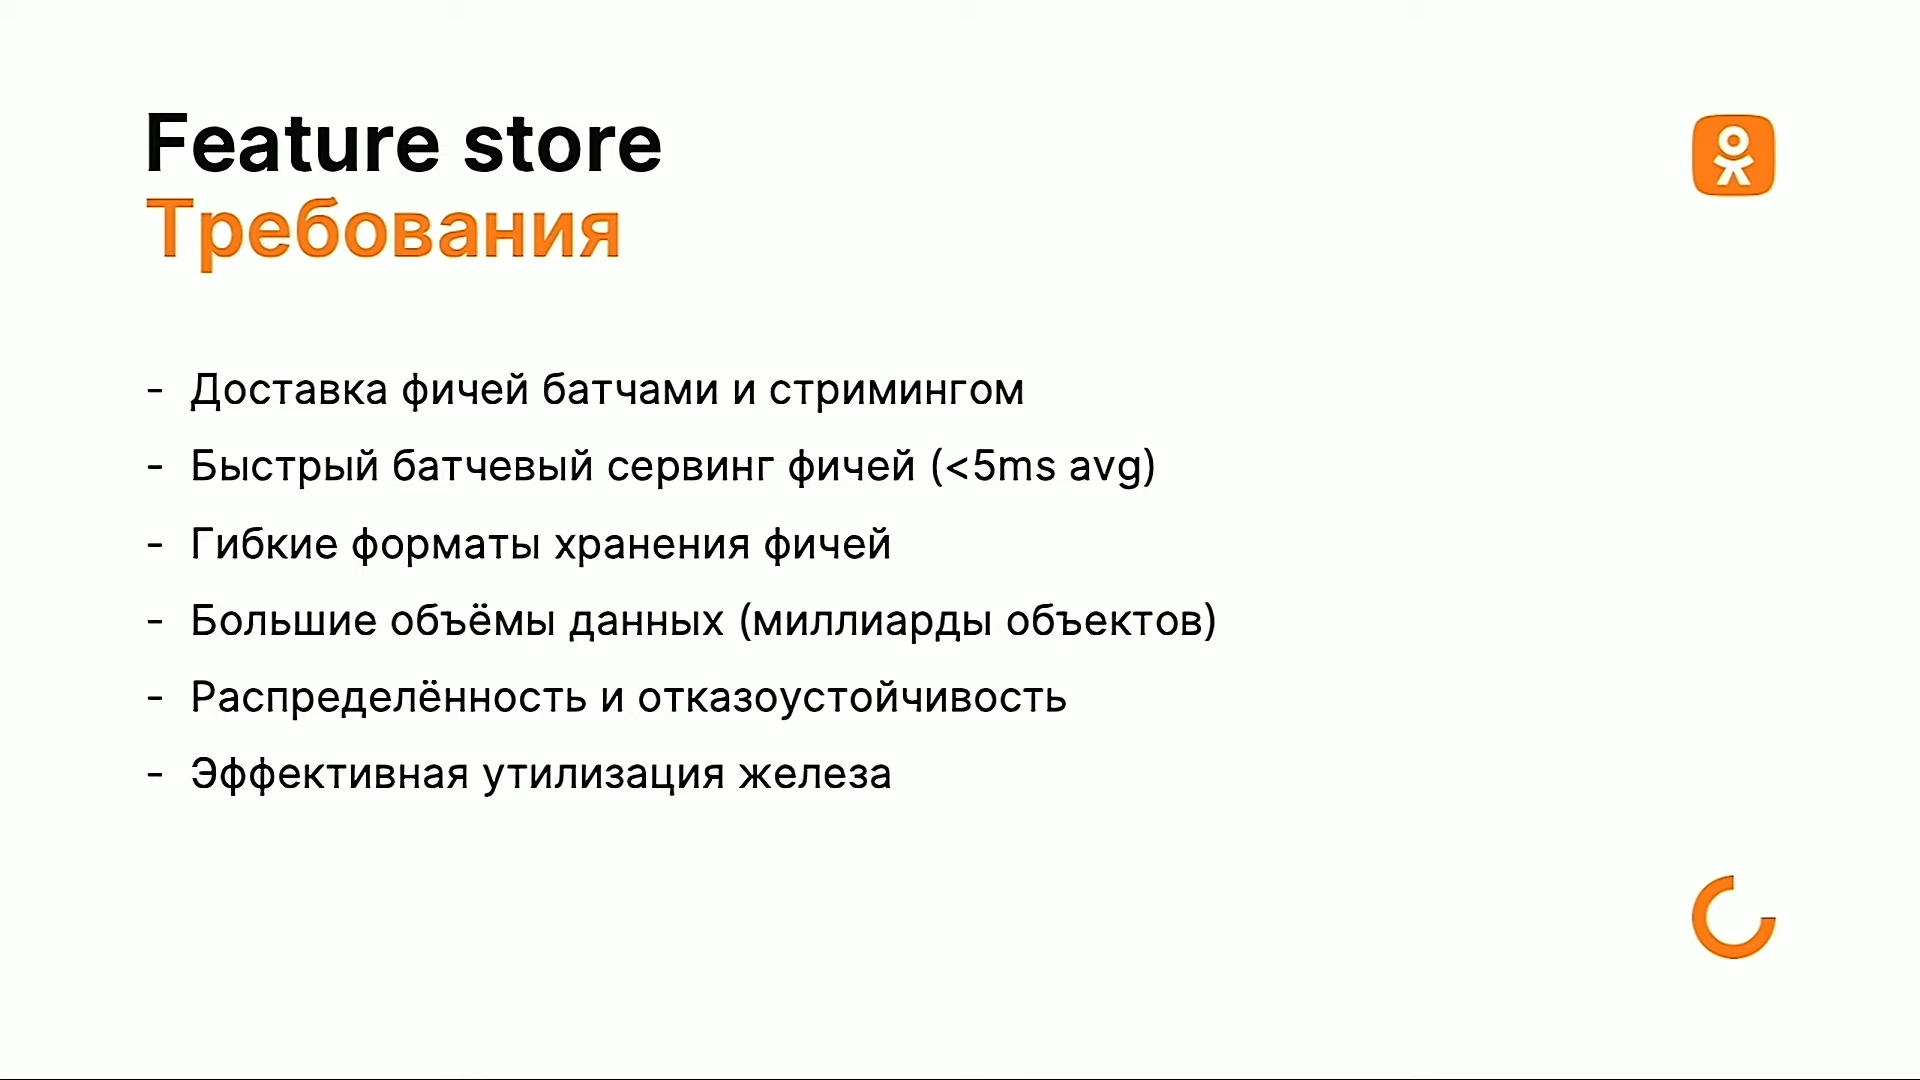 Feature store
Требования
- Доставка фичей батчами и стримингом
- Быстрый батчевый сервинг фичей (<5ms avg)
- Гибкие форматы хранения фичей
- Большие объёмы данных (миллиарды объектов)
- Распределённость и отказоустойчивость
- Эффективная утилизация железа